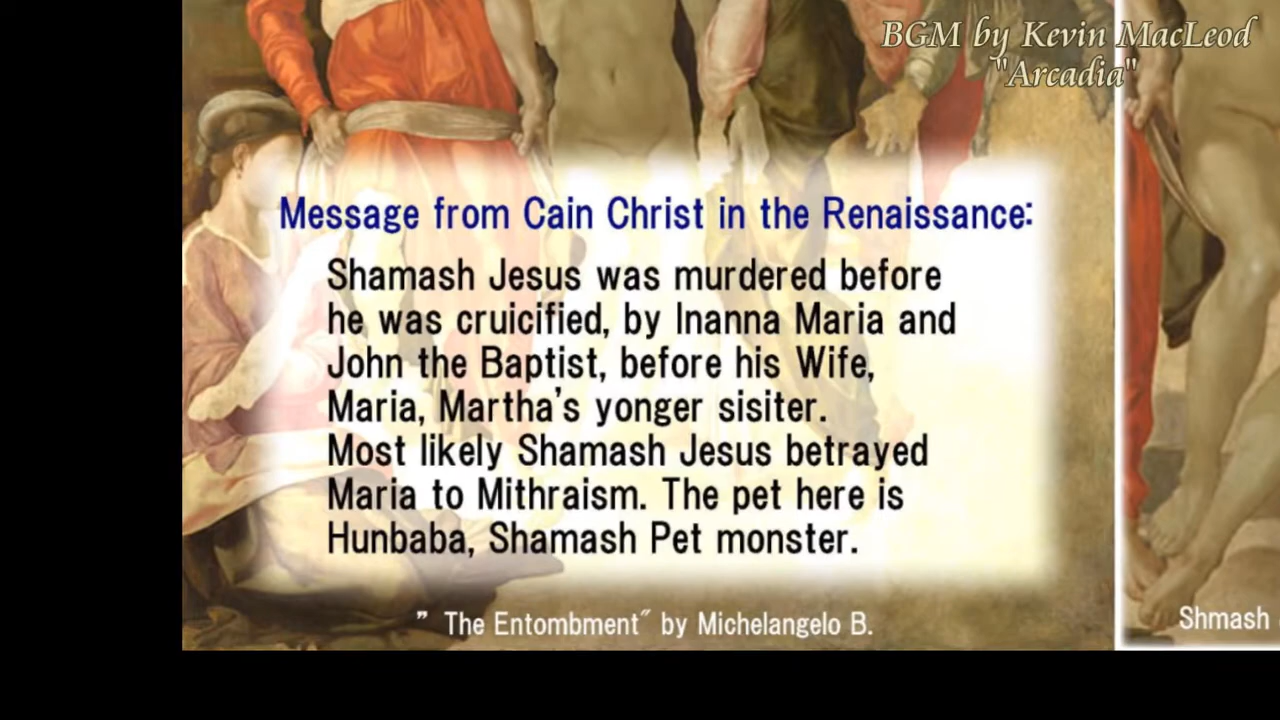 BGM by Kevin MacLeod
"Arcadia"
Message from Cain Christ in the Renaissance:
Shamash Jesus was murdered before
he was cruicified, by Inanna Maria and
John the Baptist, before his Wife,
Maria, Martha's yonger sisiter.
Most likely Shamash Jesus betrayed
Maria to Mithraism. The pet here is
Hunbaba, Shamash Pet monster.
” The Entombment" by Michelangelo B.
Shmash